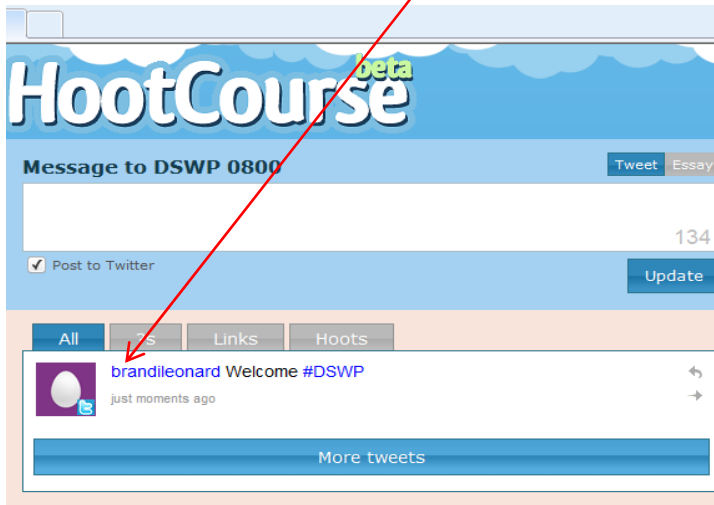 beta
HootCourse
Message to DSWP 0800
Tweet Essay
134
Post to Twitter
Update
All ?s Links Hoots
brandileonard Welcome #DSWP
just moments ago
More tweets